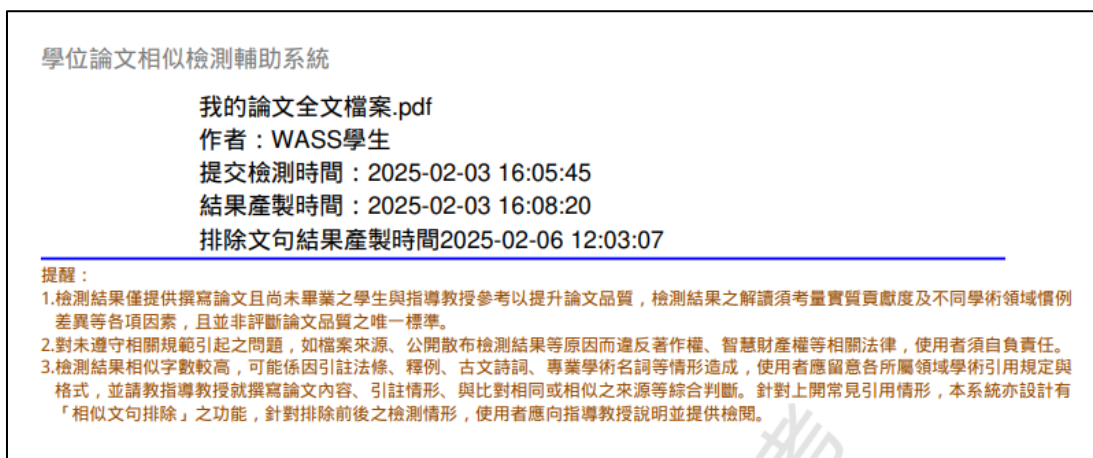 學位論文相似檢測輔助系統
我的論文全文檔案.pdf
作者：WASS學生
提交檢測時間：2025-02-03 16:05:45
結果產製時間：2025-02-03 16:08:20
排除文句結果產製時間2025-02-06 12:03:07
提醒：
1.檢測結果僅提供撰寫論文且尚未畢業之學生與指導教授參考以提升論文品質，檢測結果之解讀須考量實質貢獻度及不同學術領域慣例
差異等各項因素，且並非評斷論文品質之唯一標準。
2.對未遵守相關規範引起之問題，如檔案來源、公開散布檢測結果等原因而違反著作權、智慧財產權等相關法律，使用者須自負責任。
3.檢測結果相似字數較高，可能係因引註法條、釋例、古文詩詞、專業學術名詞等情形造成，使用者應留意各所屬領域學術引用規定與
格式，並請教指導教授就撰寫論文內容、引註情形、與比對相同或相似之來源等綜合判斷。針對上開常見引用情形，本系統亦設計有
「相似文句排除」之功能，針對排除前後之檢測情形，使用者應向指導教授說明並提供檢閱。
考